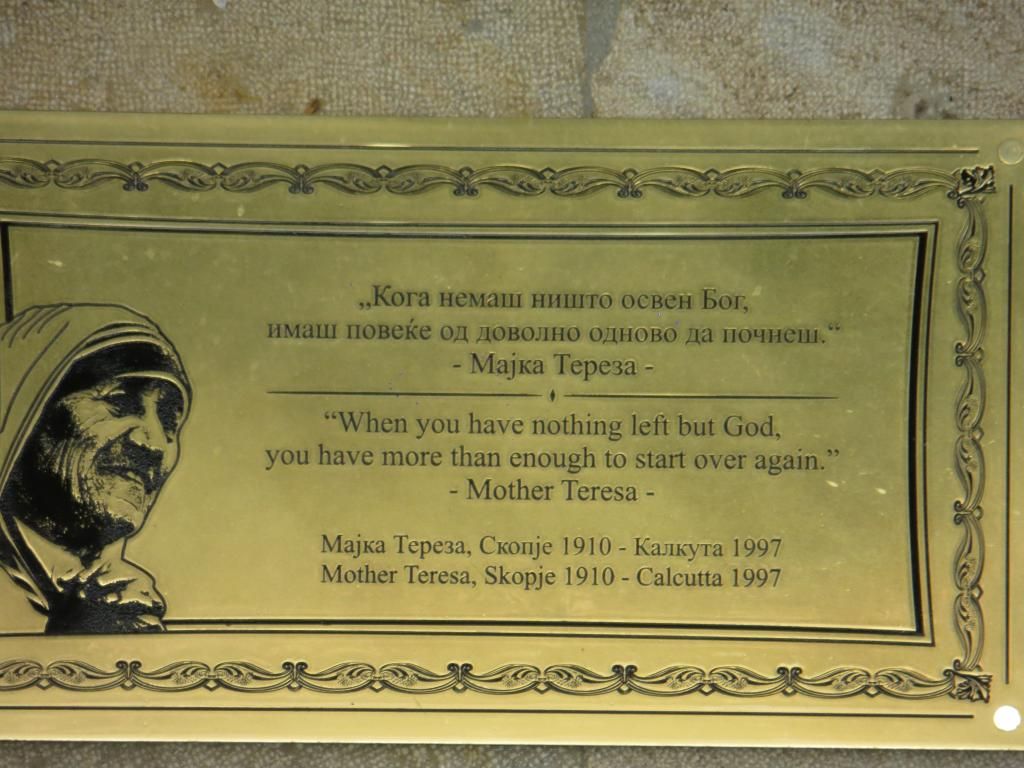 „Кога немаш ништо освен Бог,
имаш повеќе од доволно одново да почнеш.“
- Мајка Тереза -
“When you have nothing left but God,
you have more than enough to start over again.”
- Mother Teresa -
Мајка Тереза, Скопје 1910 - Калкута 1997
Mother Teresa, Skopje 1910 - Calcutta 1997